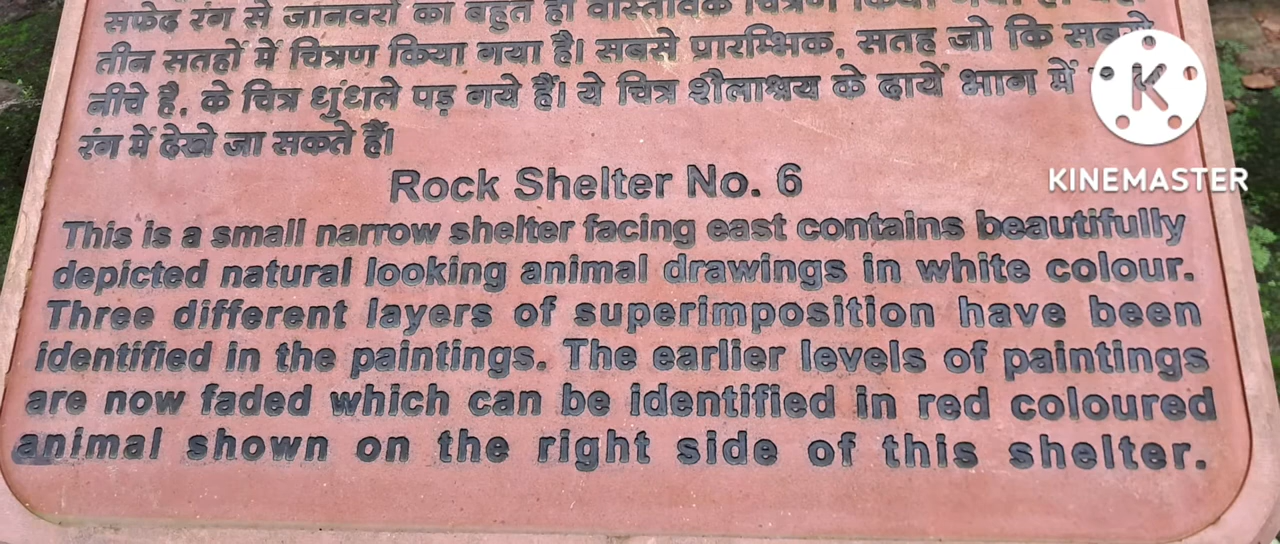 सफेद रंग से जानवरों का बहुत ही वास्तविक चित्रण किया गया है।
तीन सतहों में चित्रण किया गया है। सबसे प्रारम्भिक, सतह जो कि सबसे
नीचे है, के चित्र धुंधले पड़ गये हैं। ये चित्र शैलाश्रय के दायें भाग में
रंग में देखे जा सकते हैं।
Rock Shelter No. 6
This is a small narrow shelter facing east contains beautifully
depicted natural looking animal drawings in white colour.
Three different layers of superimposition have been
identified in the paintings. The earlier levels of paintings
are now faded which can be identified in red coloured
animal shown on the right side of this shelter.
K
KINEMASTER